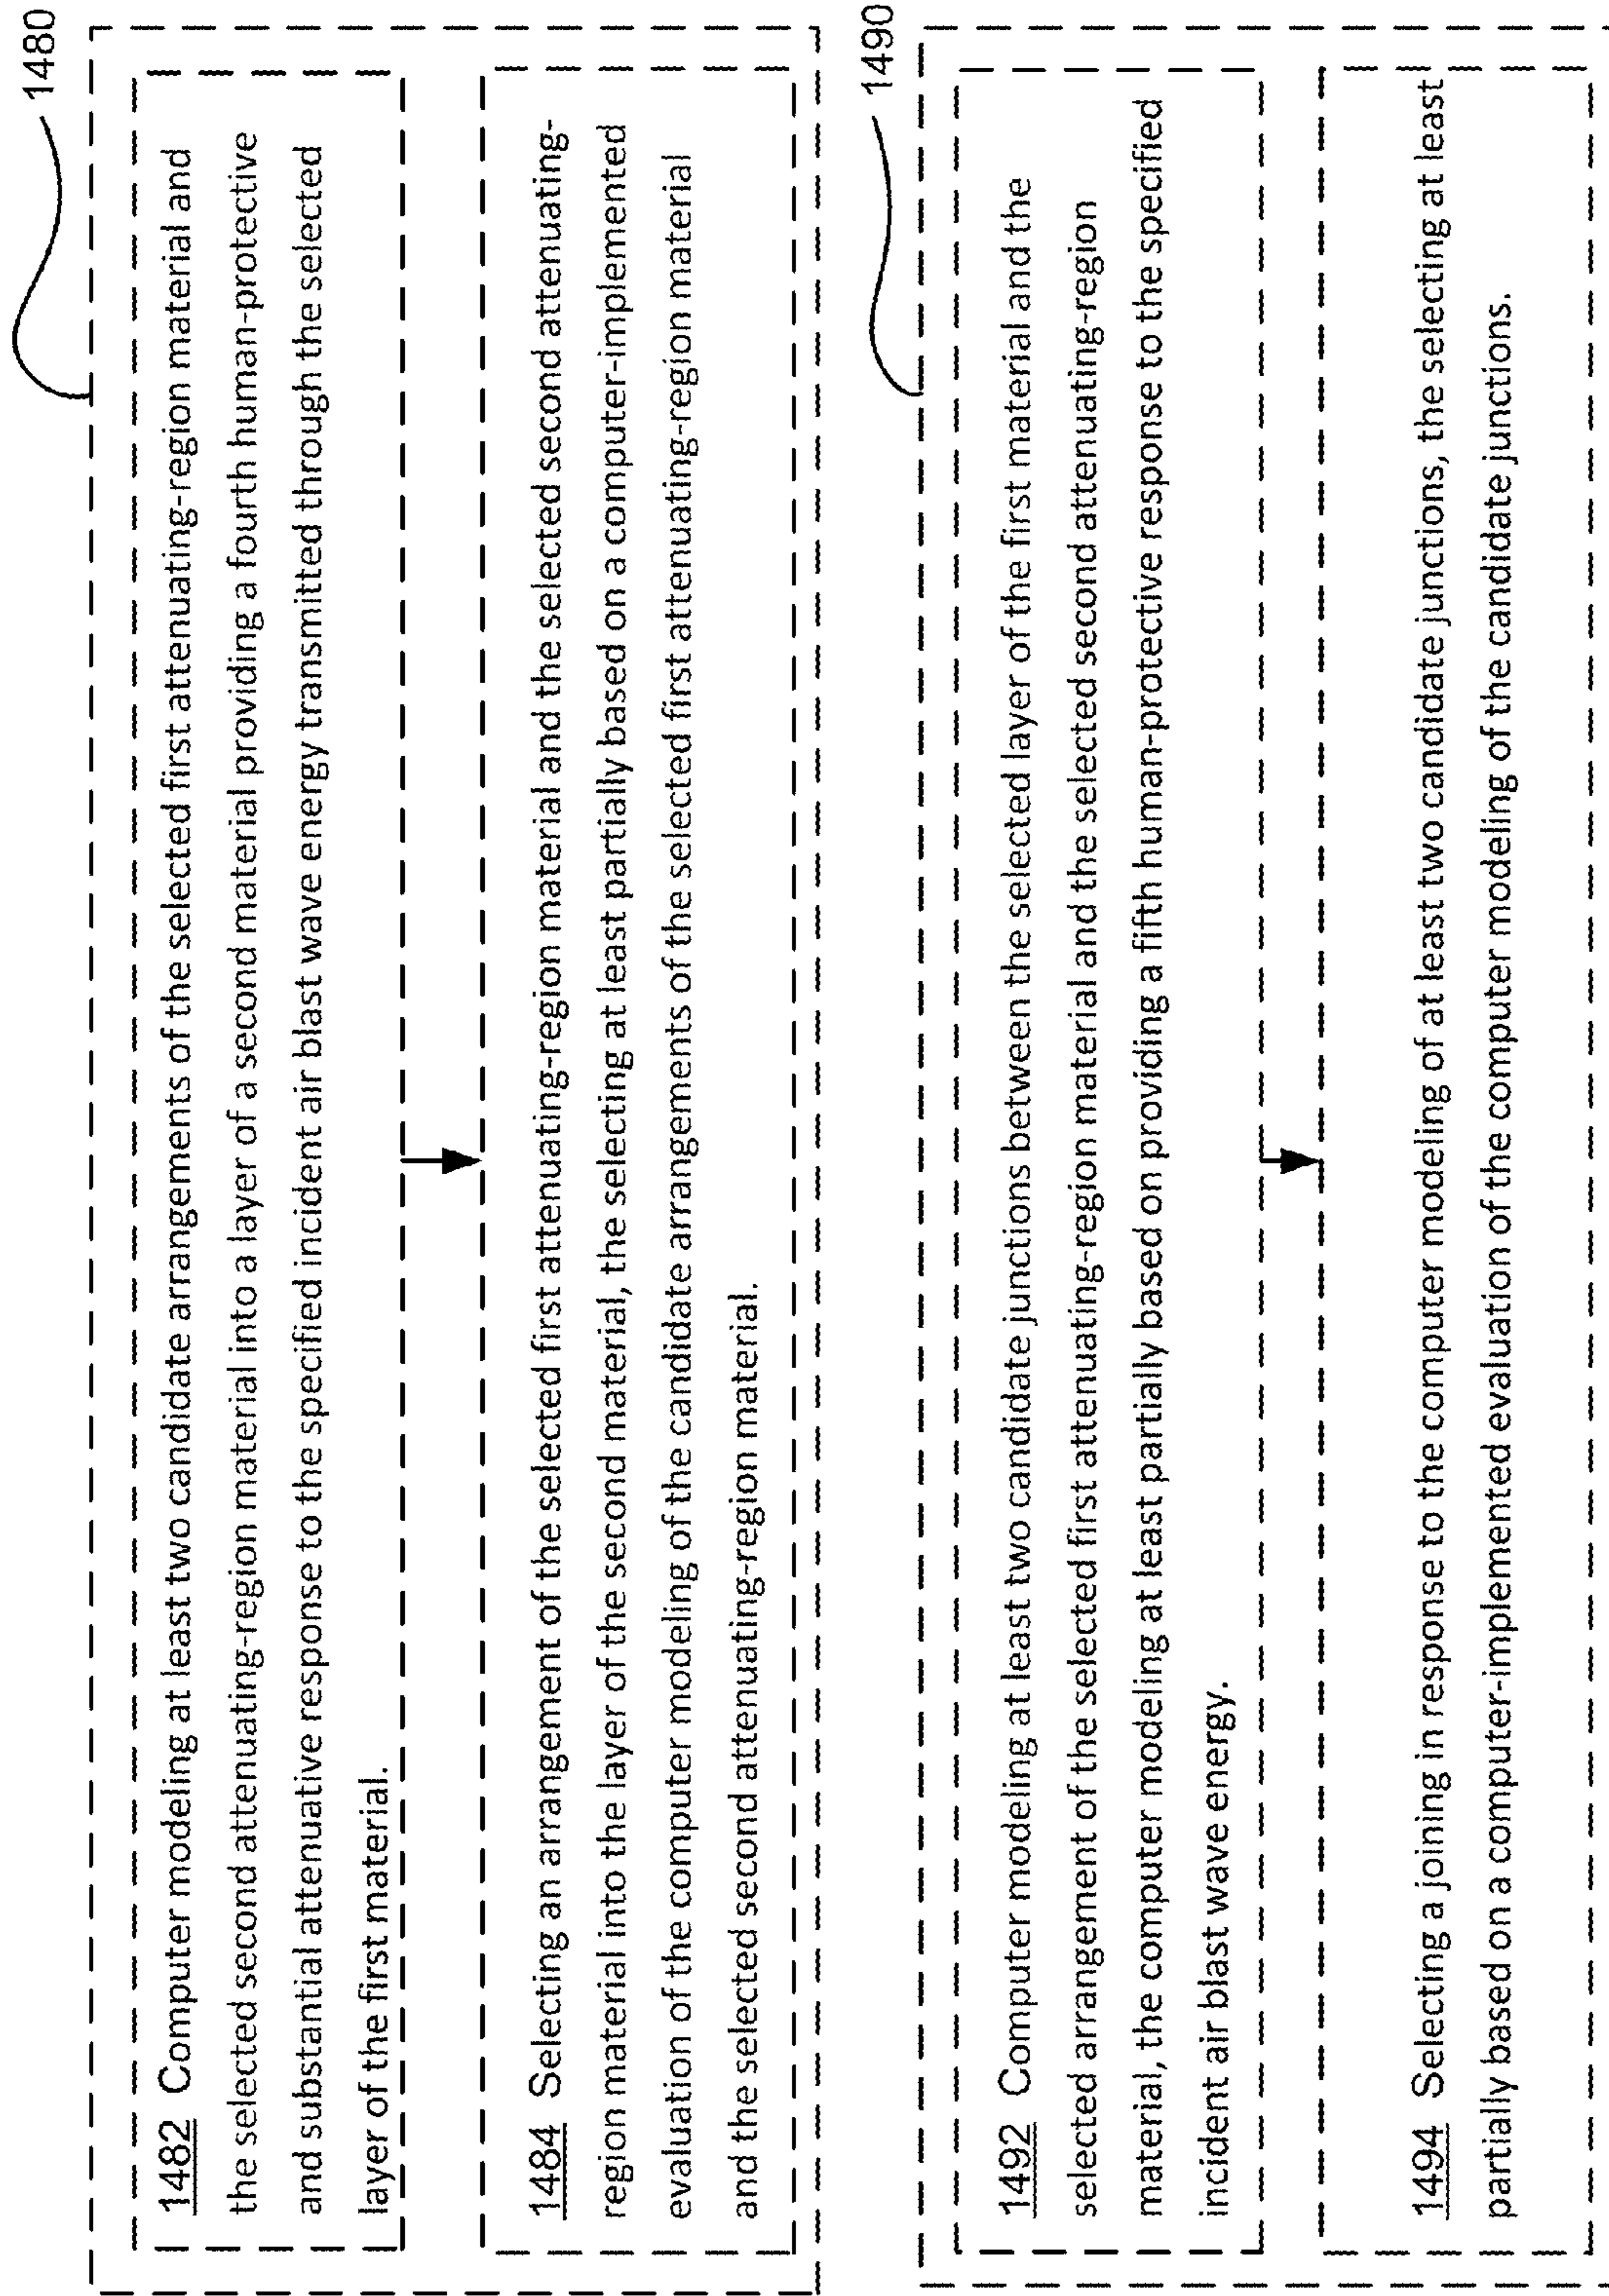 1480
1482 Computer modeling at least two candidate arrangements of the selected first attenuating-region material and
the selected second attenuating-region material into a layer of a second material providing a fourth human-protective
and substantial attenuative response to the specified incident air blast wave energy transmitted through the selected
layer of the first material.
1484 Selecting an arrangement of the selected first attenuating-region material and the selected second attenuating-
region material into the layer of the second material, the selecting at least partially based on a computer-implemented
evaluation of the computer modeling of the candidate arrangements of the selected first attenuating-region material
and the selected second attenuating-region material.
1490
1492 Computer modeling at least two candidate junctions between the selected layer of the first material and the
selected arrangement of the selected first attenuating-region material and the selected second attenuating-region
material, the computer modeling at least partially based on providing a fifth human-protective response to the specified
incident air blast wave energy.
1494 Selecting a joining in response to the computer modeling of at least two candidate junctions, the selecting at least
partially based on a computer-implemented evaluation of the computer modeling of the candidate junctions.